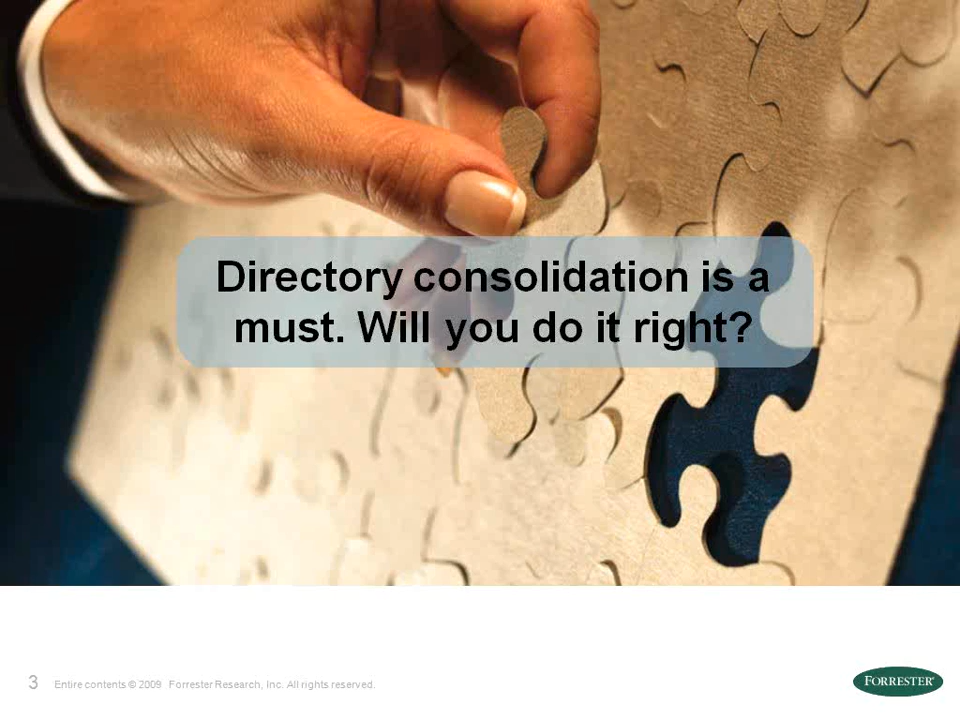 Directory consolidation is a
must. Will you do it right?
3 Entire contents © 2009 Forrester Research, Inc. All rights reserved.
FORRESTER®